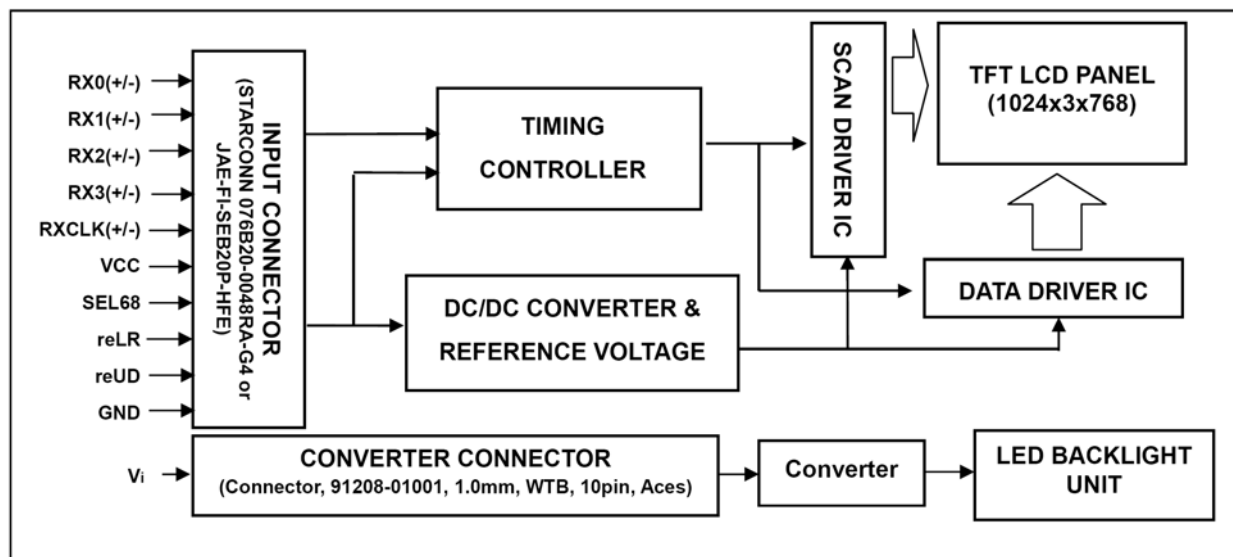 RX0(+/-)
RX1(+/-)
RX2(+/-)
RX3(+/-)
RXCLK(+/-)
VCC
SEL68
reLR
reUD
GND
INPUT CONNECTOR
(STARCONN 076B20-0048RA-G4 or
JAE-FI-SEB20P-HFE)
TIMING
CONTROLLER
DC/DC CONVERTER &
REFERENCE VOLTAGE
SCAN DRIVER IC
TFT LCD PANEL
(1024x3x768)
DATA DRIVER IC
Vi
CONVERTER CONNECTOR
(Connector, 91208-01001, 1.0mm, WTB, 10pin, Aces)
Converter
LED BACKLIGHT
UNIT